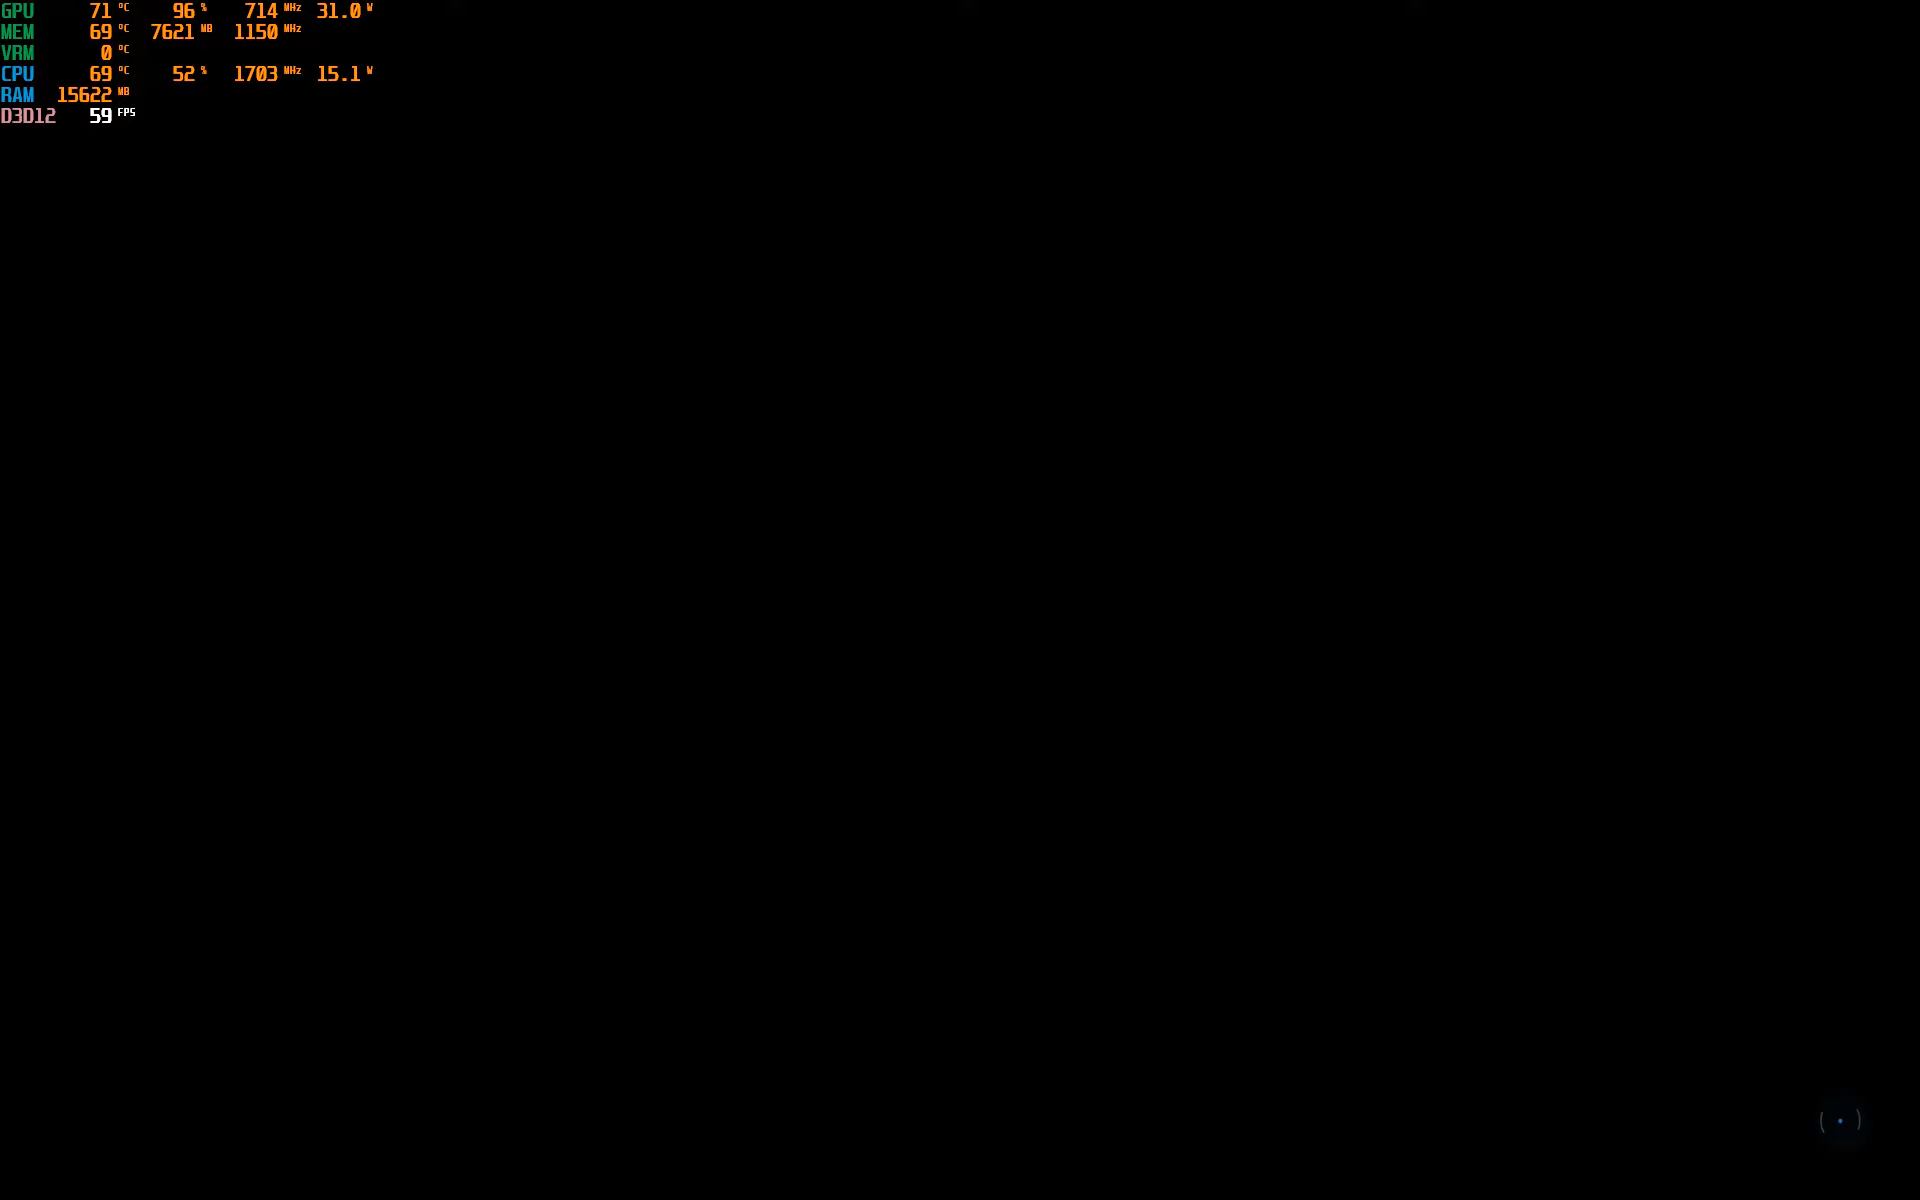 GPU 71 °C 96 % 714 MHz 31.0 W
MEM 69 °C 7621 MB 1150 MHz
VRM 0 °C
CPU 69 °C 52 % 1703 MHz 15.1 W
RAM 15622 MB
D3D12 59 FPS